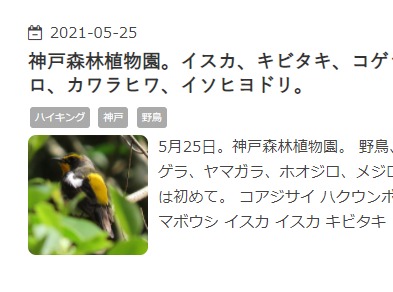 2021-05-25
神戸森林植物園。イスカ、キビタキ、コゲ
ロ、カワラヒワ、イソヒヨドリ。
ハイキング 神戸 野鳥
5月25日。神戸森林植物園。 野鳥、
ゲラ、ヤマガラ、ホオジロ、メジロ
は初めて。 コアジサイ ハクウンボ
マボウシ イスカ イスカ キビタキ